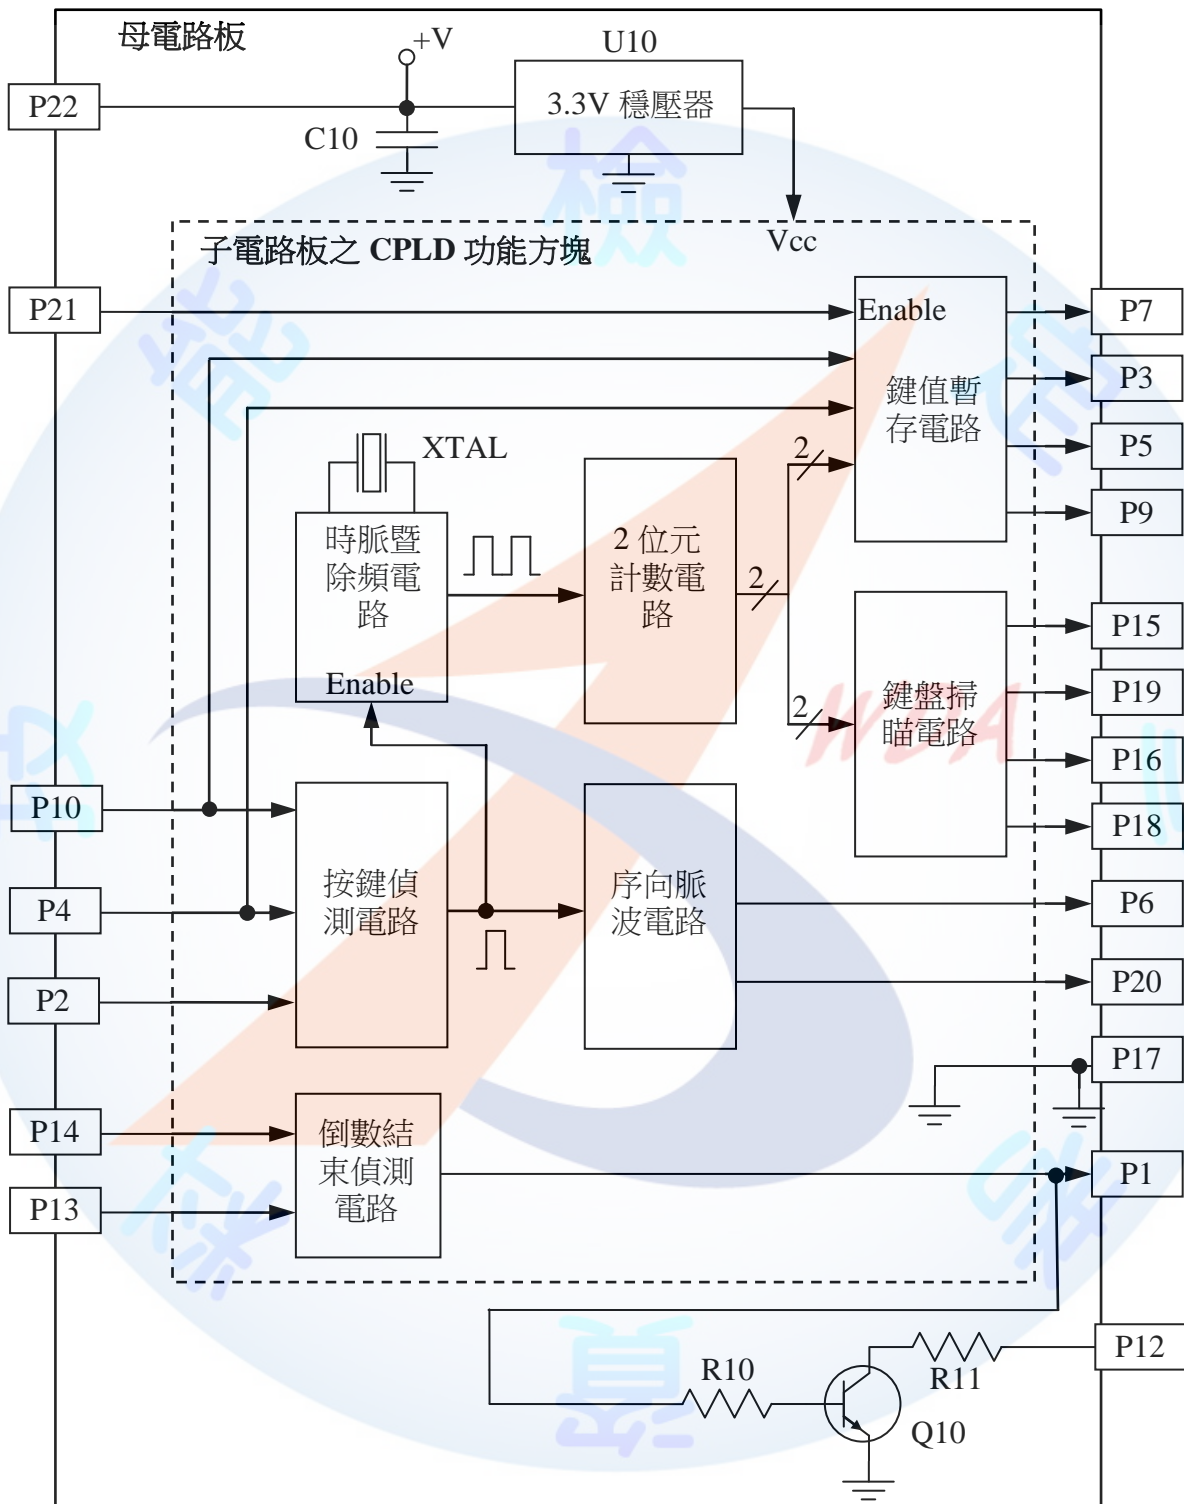 母電路板
+V
U10
P22
3.3V 穩壓器
C10
子電路板之 CPLD 功能方塊
Vcc
P21
Enable
P7
鍵值暫
存電路
P3
P5
P9
XTAL
2
時脈暨
除頻電
路
Enable
2 位元
計數電
路
2
2
鍵盤掃
瞄電路
P15
P19
P16
P18
P10
P4
P2
按鍵偵
測電路
序向脈
波電路
P6
P20
P17
P14
P13
倒數結
束偵測
電路
P1
P12
R10
R11
Q10
WDA
技
能
檢
定